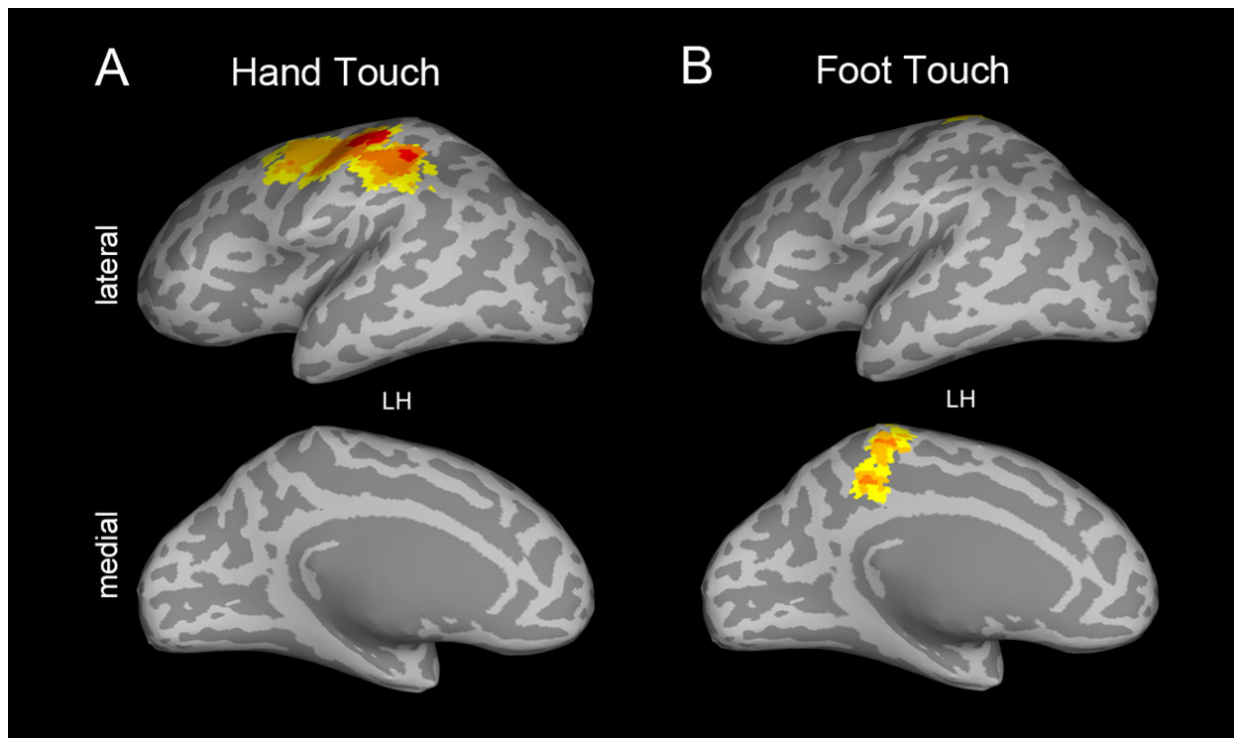 A
Hand Touch
B
Foot Touch
lateral
LH
LH
medial